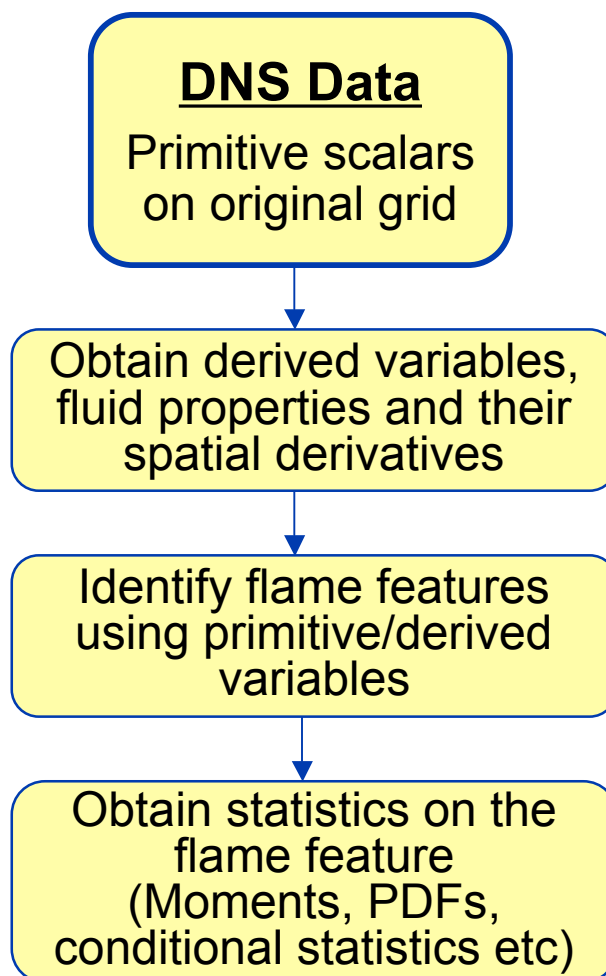 DNS Data
Primitive scalars
on original grid
Obtain derived variables,
fluid properties and their
spatial derivatives
Identify flame features
using primitive/derived
variables
Obtain statistics on the
flame feature
(Moments, PDFs,
conditional statistics etc)